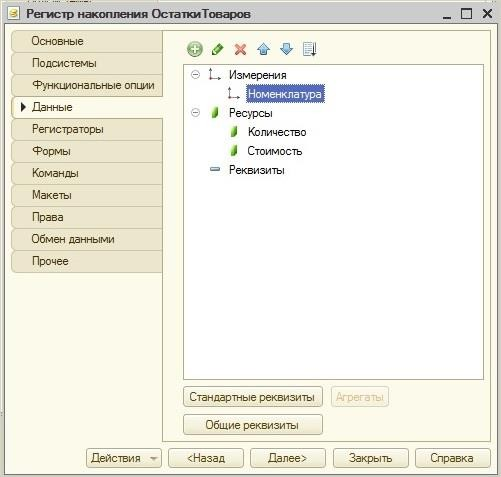 Регистр накопления ОстаткиТоваров
Основные
Подсистемы
Функциональные опции
Данные
Регистраторы
Формы
Команды
Макеты
Права
Обмен данными
Прочее
Измерения
Номенклатура
Ресурсы
Количество
Стоимость
Реквизиты
Стандартные реквизиты
Агрегаты
Общие реквизиты
Действия
<Назад
Далее>
Закрыть
Справка